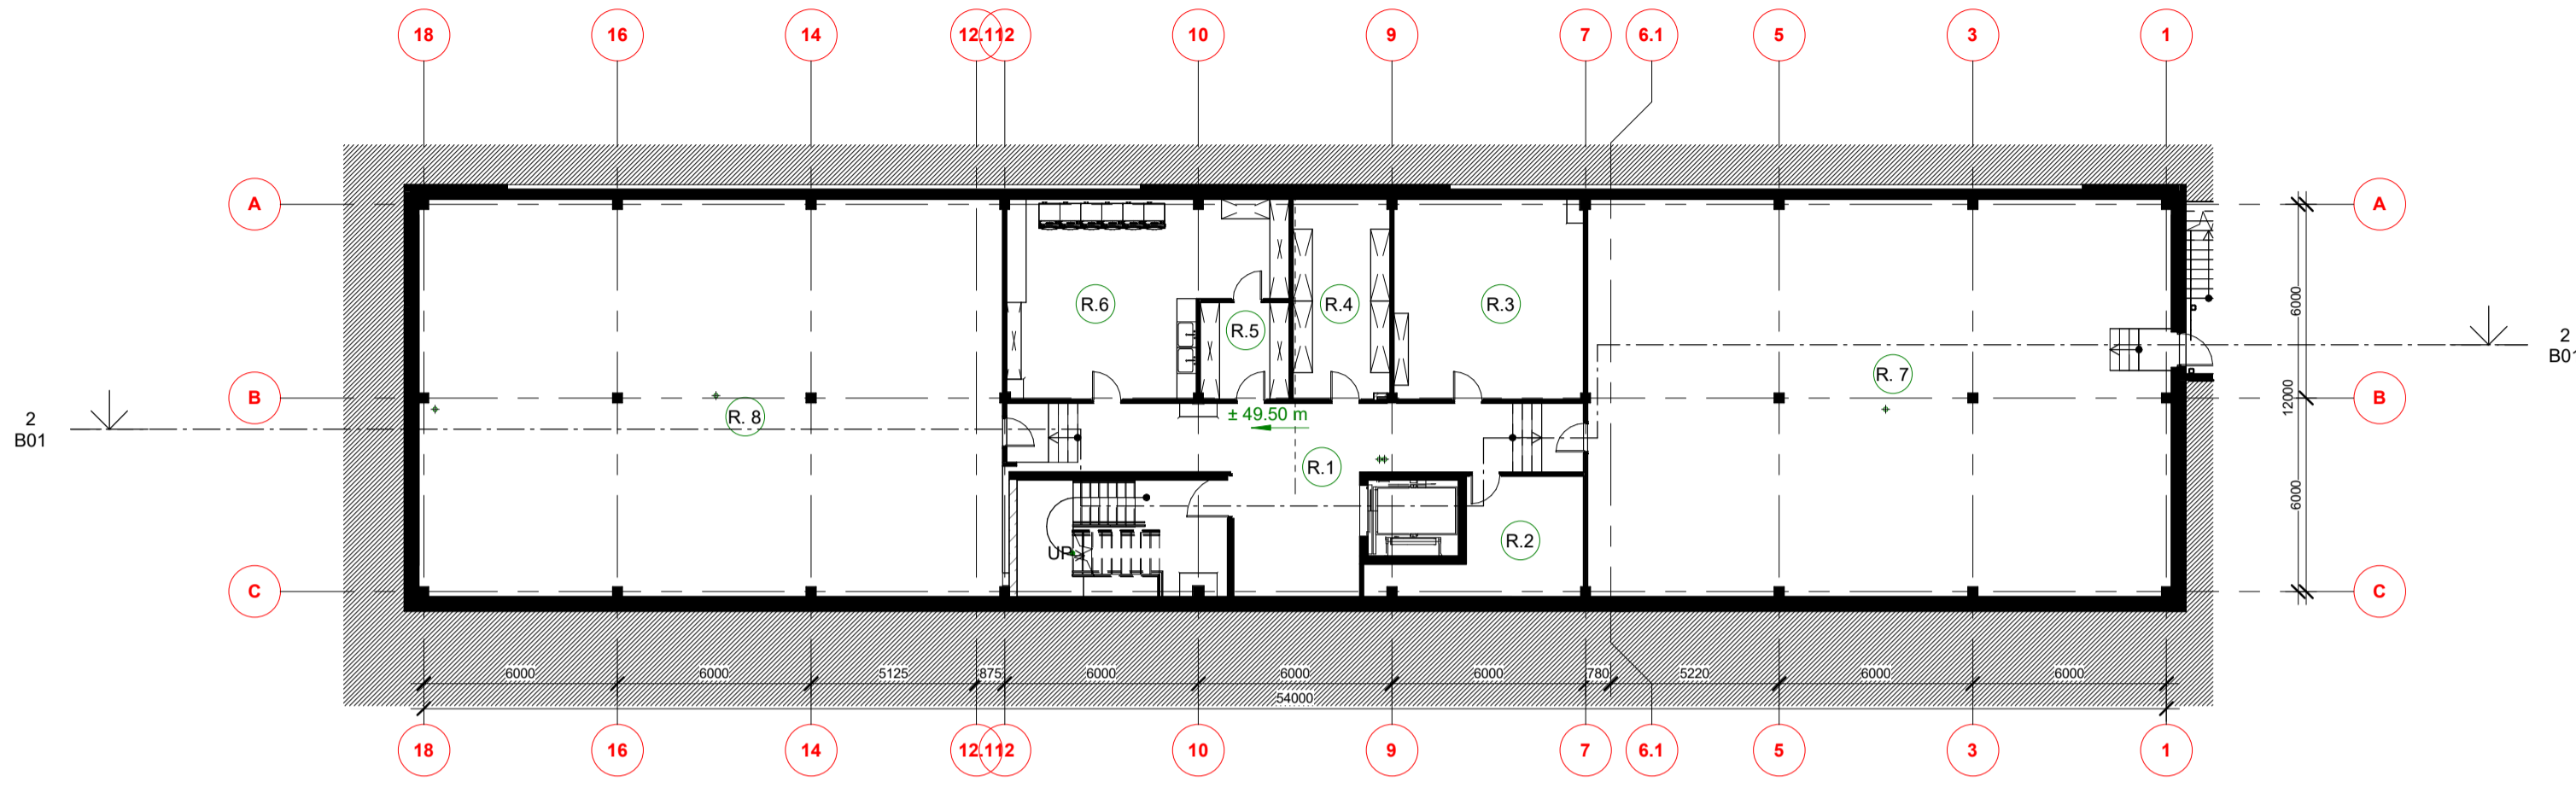 18 16 14 12.1 12 10 9 7 6.1 5 3 1
A A
R.6 R.4 R.3
6000
R.5
2
B01
R. 7
B B
12000
± 49.50 m
R. 8
2
B01
R.1
6000
R.2
UP
C C
6000 6000 5125 875 6000 6000 6000 780 5220 6000 6000
54000
18 16 14 12.1 12 10 9 7 6.1 5 3 1